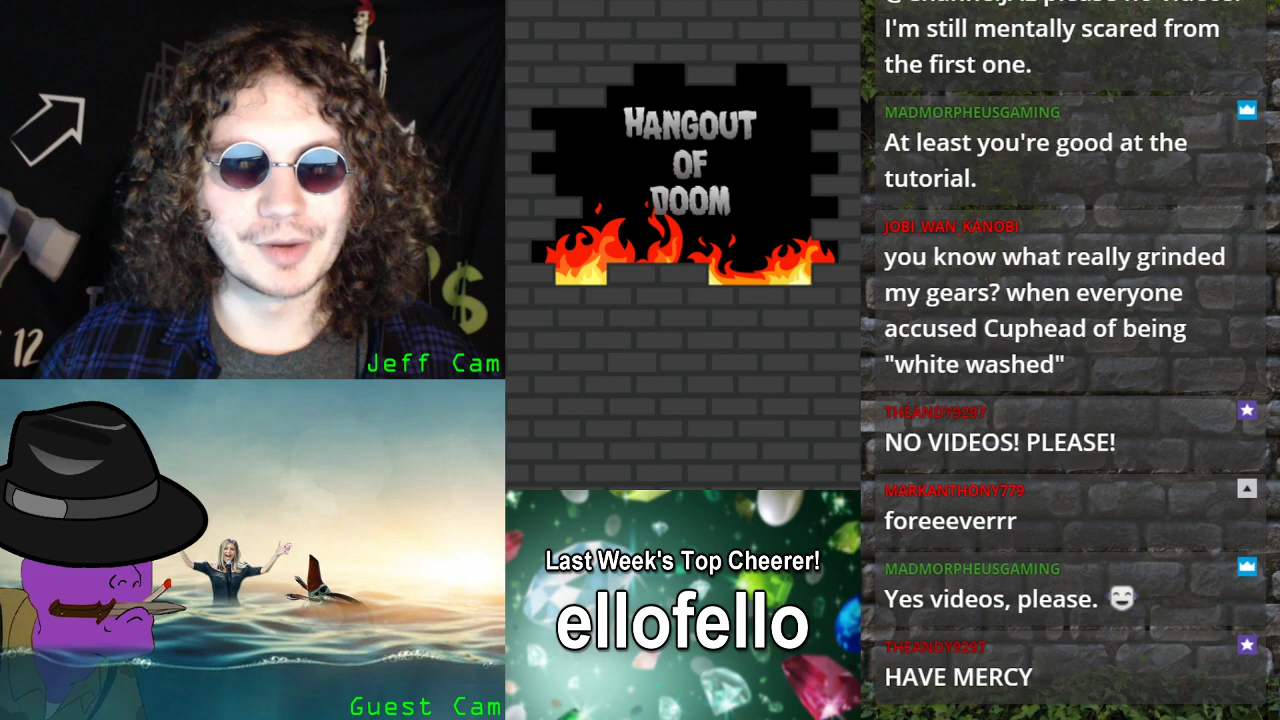 Jeff Cam
12
$
HANGOUT
OF
DOOM
Last Week's Top Cheerer!
ellofello
Guest Cam
I'm still mentally scared from
the first one.
MADMORPHEUSGAMING
At least you're good at the
tutorial.
JOBI_WAN_KANOBI
you know what really grinded
my gears? when everyone
accused Cuphead of being
"white washed"
THEANDY9297
NO VIDEOS! PLEASE!
MARKANTHONY779
foreeeverrr
MADMORPHEUSGAMING
Yes videos, please.
THEANDY9297
HAVE MERCY